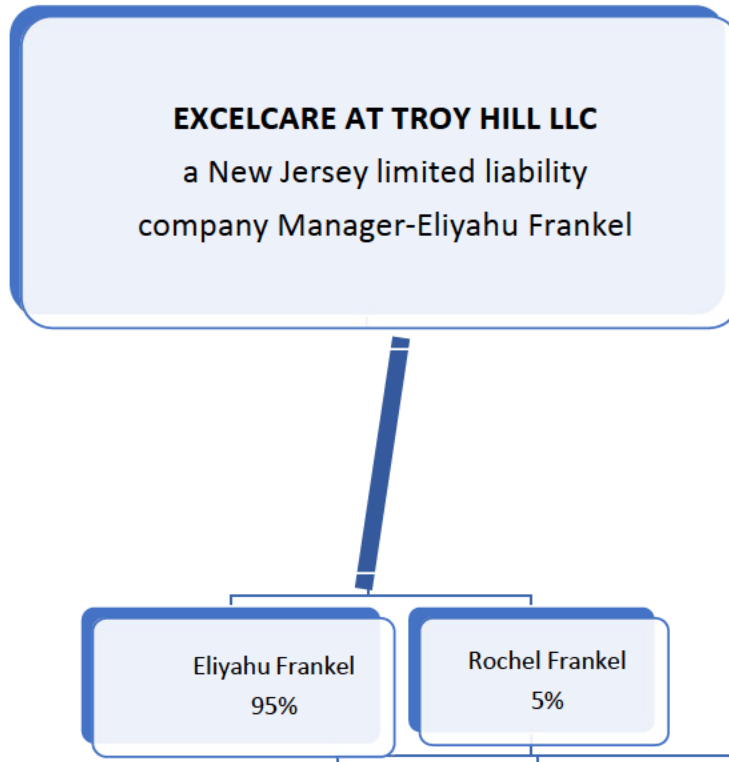 EXCELCARE AT TROY HILL LLC
a New Jersey limited liability
company Manager-Eliyahu Frankel
Eliyahu Frankel
95%
Rochel Frankel
5%